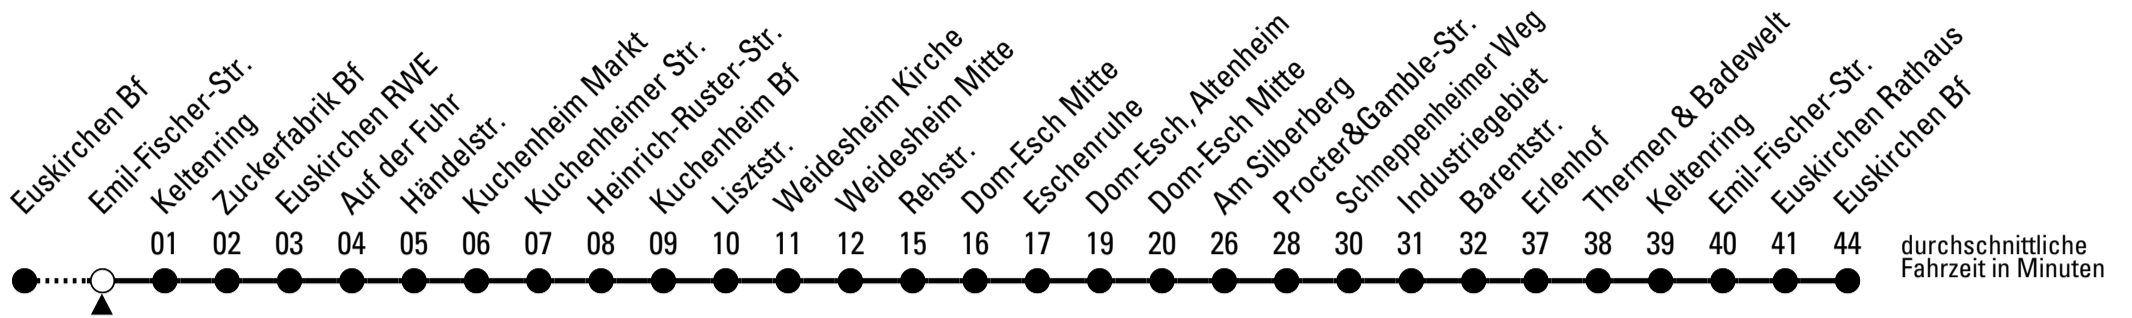 Euskirchen Bf
Emil-Fischer-Str.
Keltenring
Zuckerfabrik Bf
Euskirchen RWE
Auf der Fuhr
Händelstr.
Kuchenheim Markt
Kuchenheimer Str.
Heinrich-Ruster-Str.
Kuchenheim Bf
Lisztstr.
Weidesheim Kirche
Weidesheim Mitte
Rehstr.
Dom-Esch Mitte
Eschenruhe
Dom-Esch, Altenheim
Dom-Esch Mitte
Am Silberberg
Procter&Gamble-Str.
Schneppenheimer Weg
Industriegebiet
Barentstr.
Erlenhof
Thermen & Badewelt
Keltenring
Emil-Fischer-Str.
Euskirchen Rathaus
Euskirchen Bf
01 02 03 04 05 06 07 08 09 10 11 12 15 16 17 19 20 26 28 30 31 32 37 38 39 40 41 44
durchschnittliche
Fahrzeit in Minuten